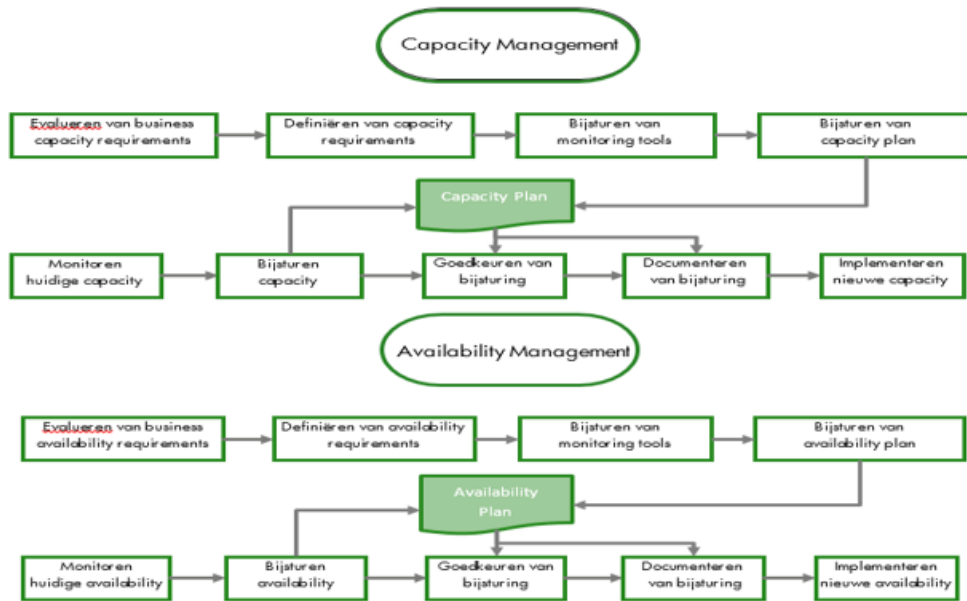 Capacity Management
Evalueren van business
capacity requirements
Definiëren van capacity
requirements
Bijsturen van
monitoring tools
Bijsturen van
capacity plan
Capacity Plan
Monitoren
huidige capacity
Bijsturen
capacity
Goedkeuren van
bijsturing
Documenteren
van bijsturing
Implementeren
nieuwe capacity
Availability Management
Evalueren van business
availability requirements
Definiëren van availability
requirements
Bijsturen van
monitoring tools
Bijsturen van
availability plan
Availability
Plan
Monitoren
huidige availability
Bijsturen
availability
Goedkeuren van
bijsturing
Documenteren
van bijsturing
Implementeren
nieuwe availability